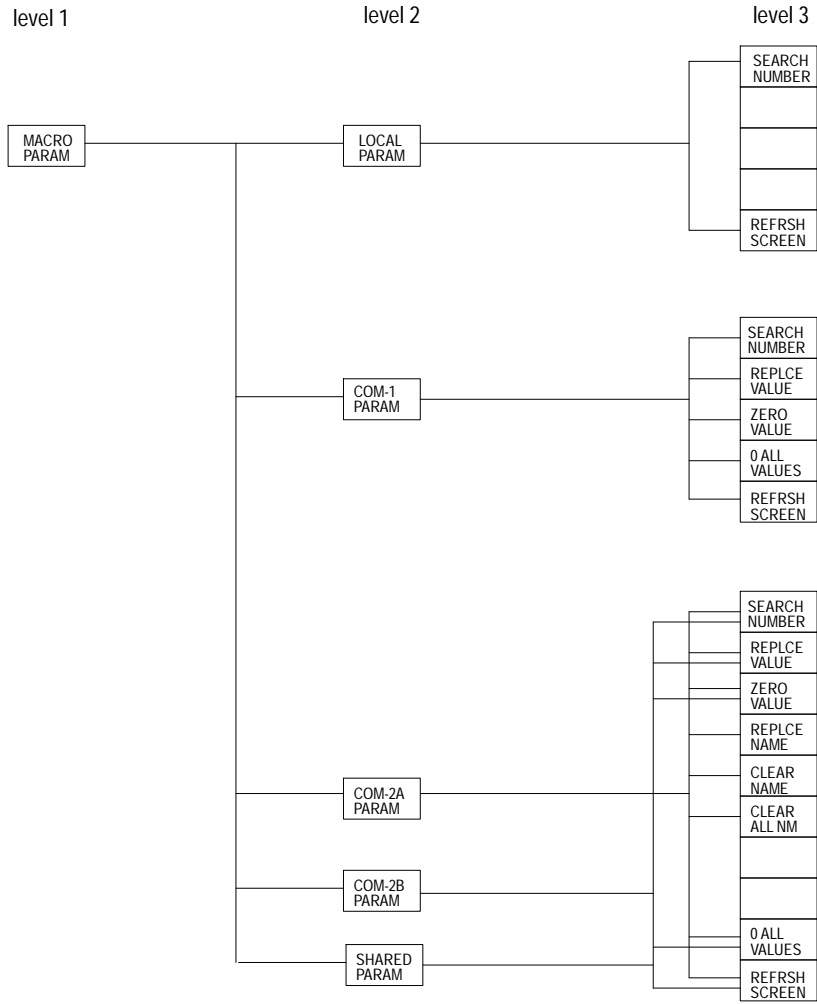 level 1
level 2
level 3
MACRO
PARAM
LOCAL
PARAM
SEARCH
NUMBER
REFRSH
SCREEN
COM-1
PARAM
SEARCH
NUMBER
REPLCE
VALUE
ZERO
VALUE
0 ALL
VALUES
REFRSH
SCREEN
COM-2A
PARAM
COM-2B
PARAM
SHARED
PARAM
SEARCH
NUMBER
REPLCE
VALUE
ZERO
VALUE
REPLCE
NAME
CLEAR
NAME
CLEAR
ALL NM
0 ALL
VALUES
REFRSH
SCREEN